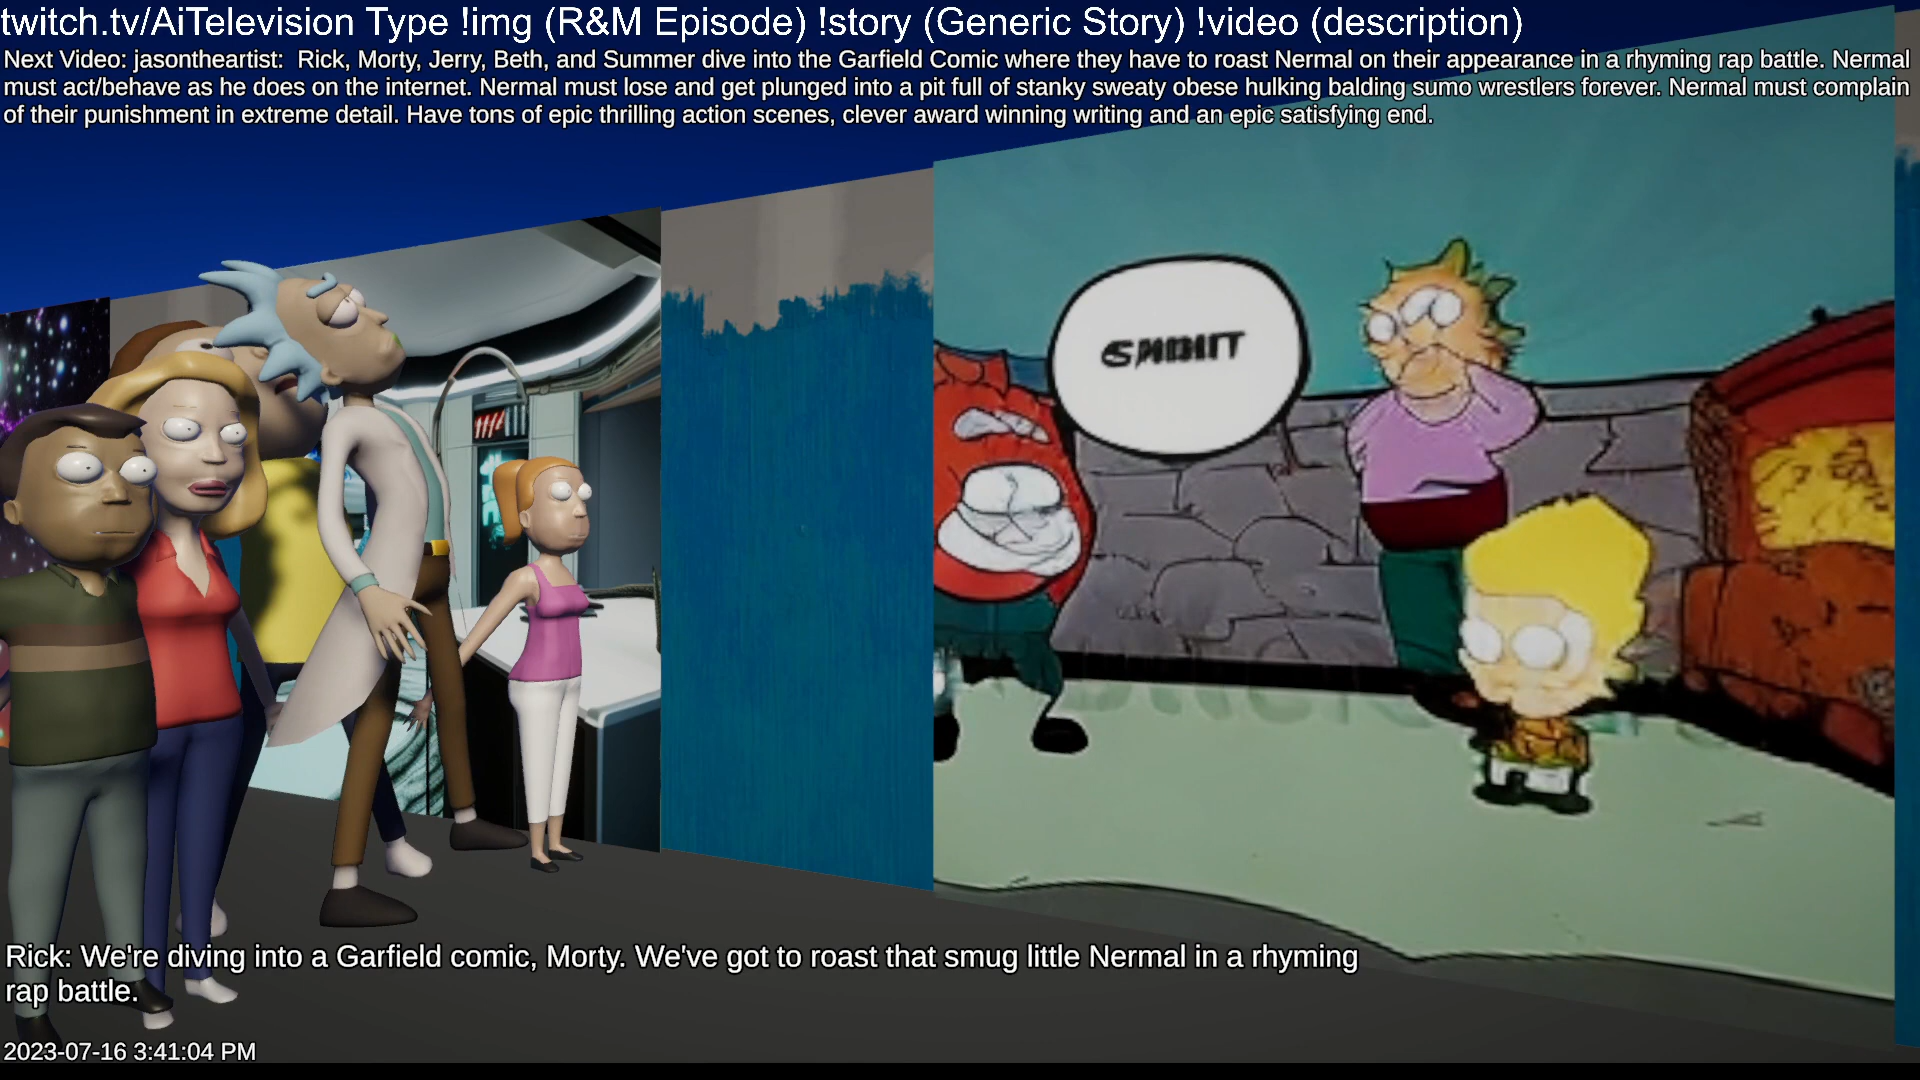 twitch.tv/AiTelevision Type !img (R&M Episode) !story (Generic Story) !video (description)
Next Video: jasontheartist:  Rick, Morty, Jerry, Beth, and Summer dive into the Garfield Comic where they have to roast Nermal on their appearance in a rhyming rap battle. Nermal
must act/behave as he does on the internet. Nermal must lose and get plunged into a pit full of stanky sweaty obese hulking balding sumo wrestlers forever. Nermal must complain
of their punishment in extreme detail. Have tons of epic thrilling action scenes, clever award winning writing and an epic satisfying end.
Rick: We're diving into a Garfield comic, Morty. We've got to roast that smug little Nermal in a rhyming
rap battle.
2023-07-16 3:41:04 PM